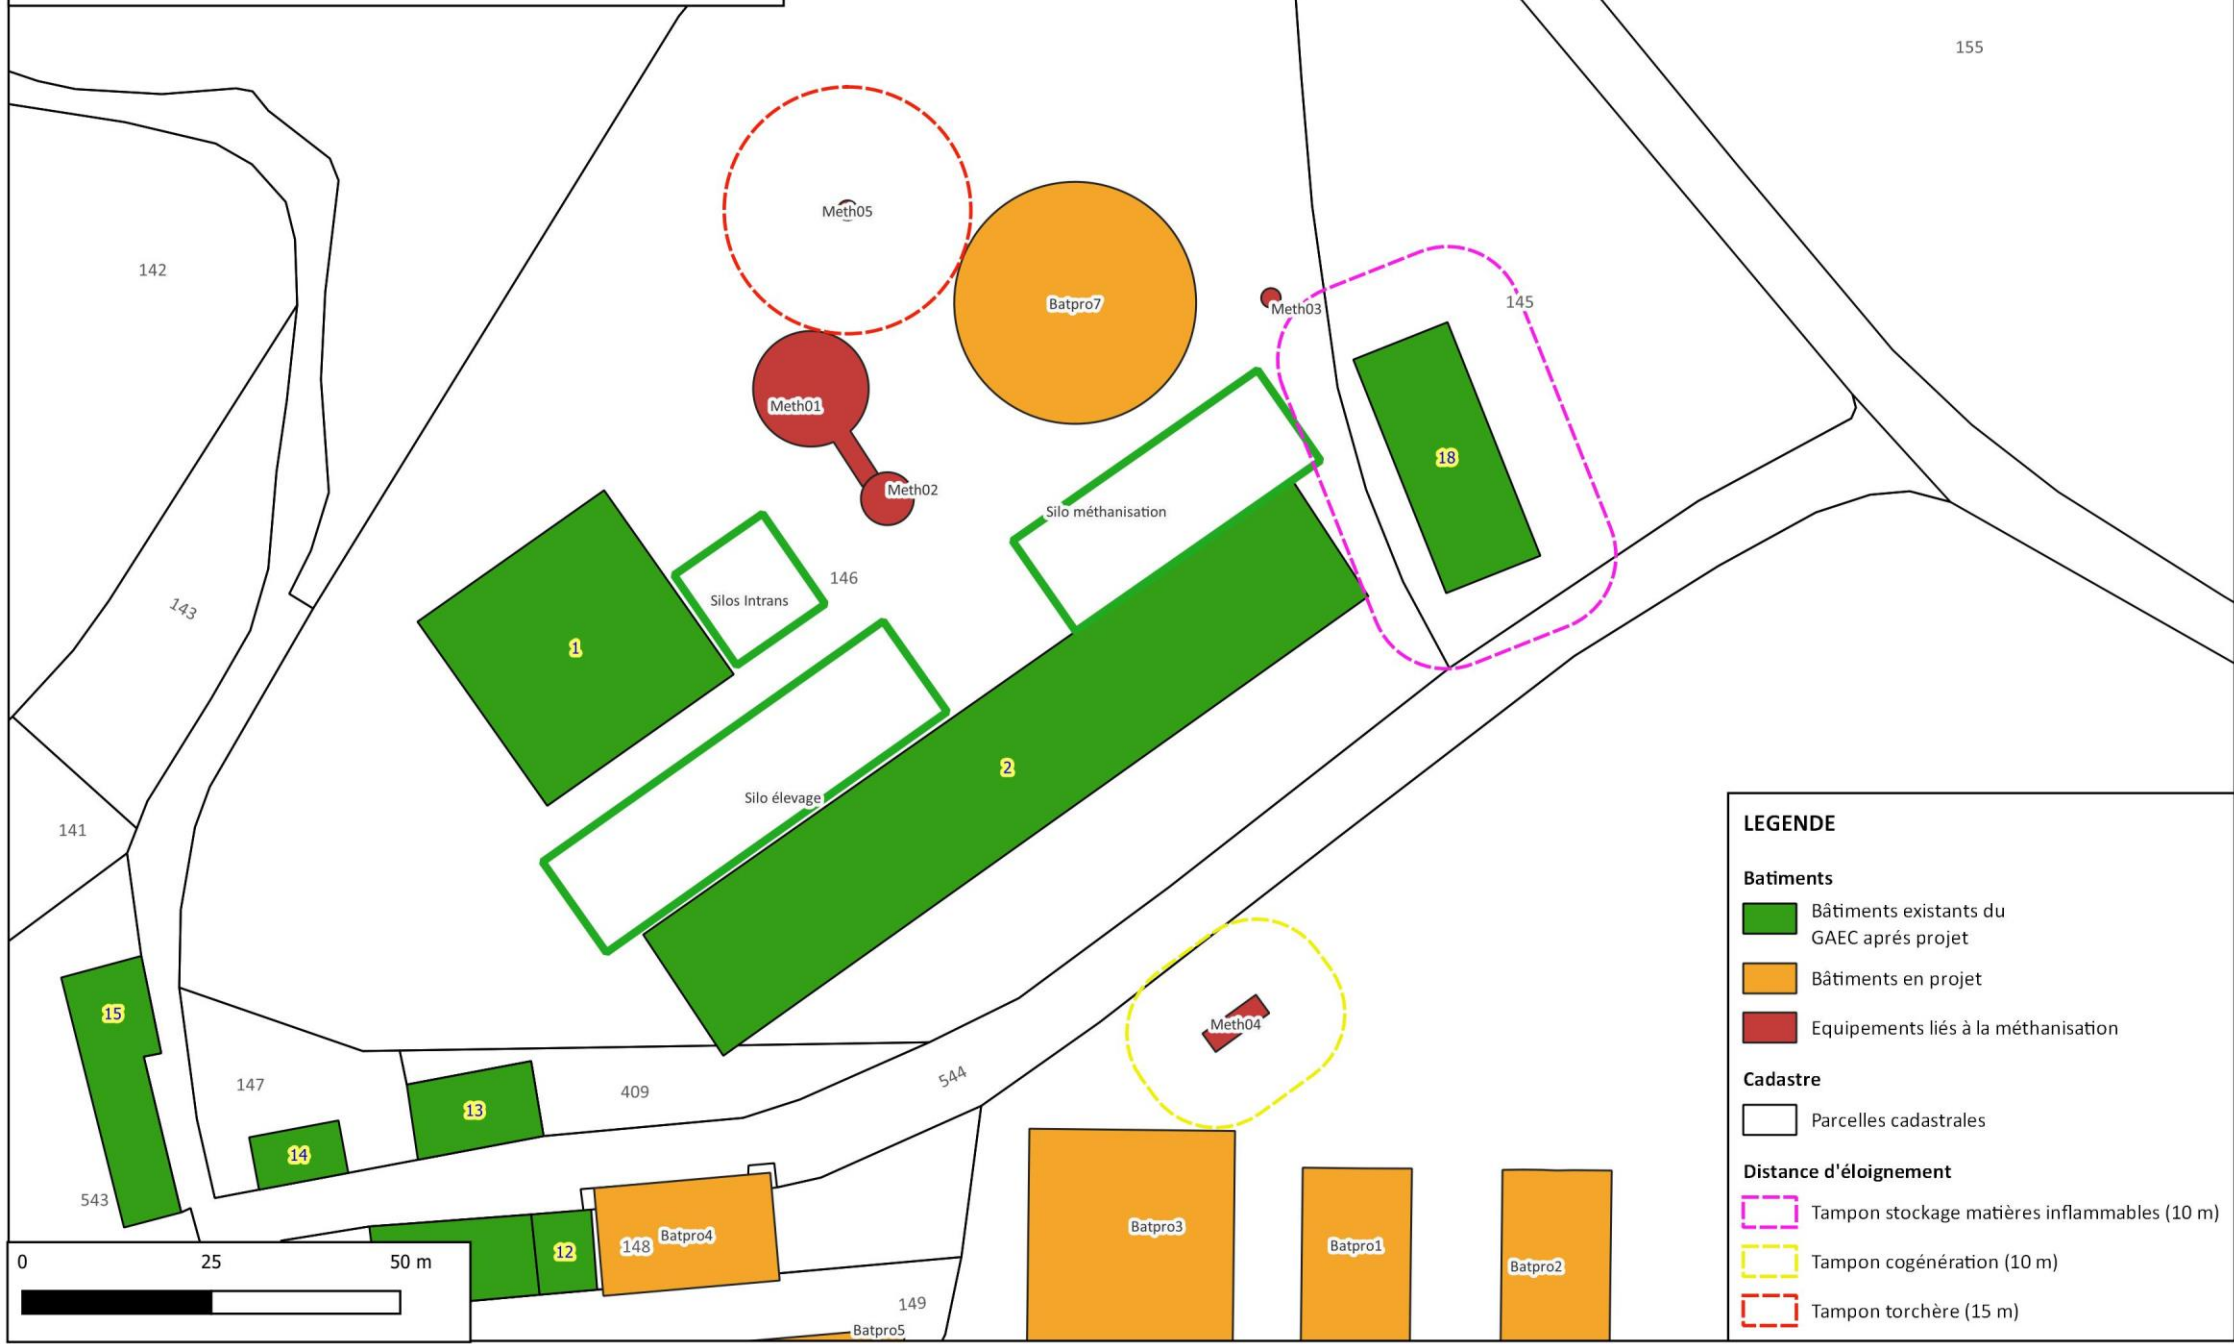 155
Meth05
142
Batpro7
145
Meth03
Meth01
18
Meth02
Silo méthanisation
146
Silos Intrans
143
1
2
Silo élevage
141
LEGENDE
Batiments
Bâtiments existants du
GAEC aprés projet
Bâtiments en projet
Equipements liés à la méthanisation
Cadastre
Parcelles cadastrales
Distance d'éloignement
Tampon stockage matières inflammables (10 m)
Tampon cogénération (10 m)
Tampon torchère (15 m)
15
Meth04
544
147
409
13
14
543
Batpro3
Batpro4
148
12
Batpro1
Batpro2
0 25 50 m
149
Batpro5